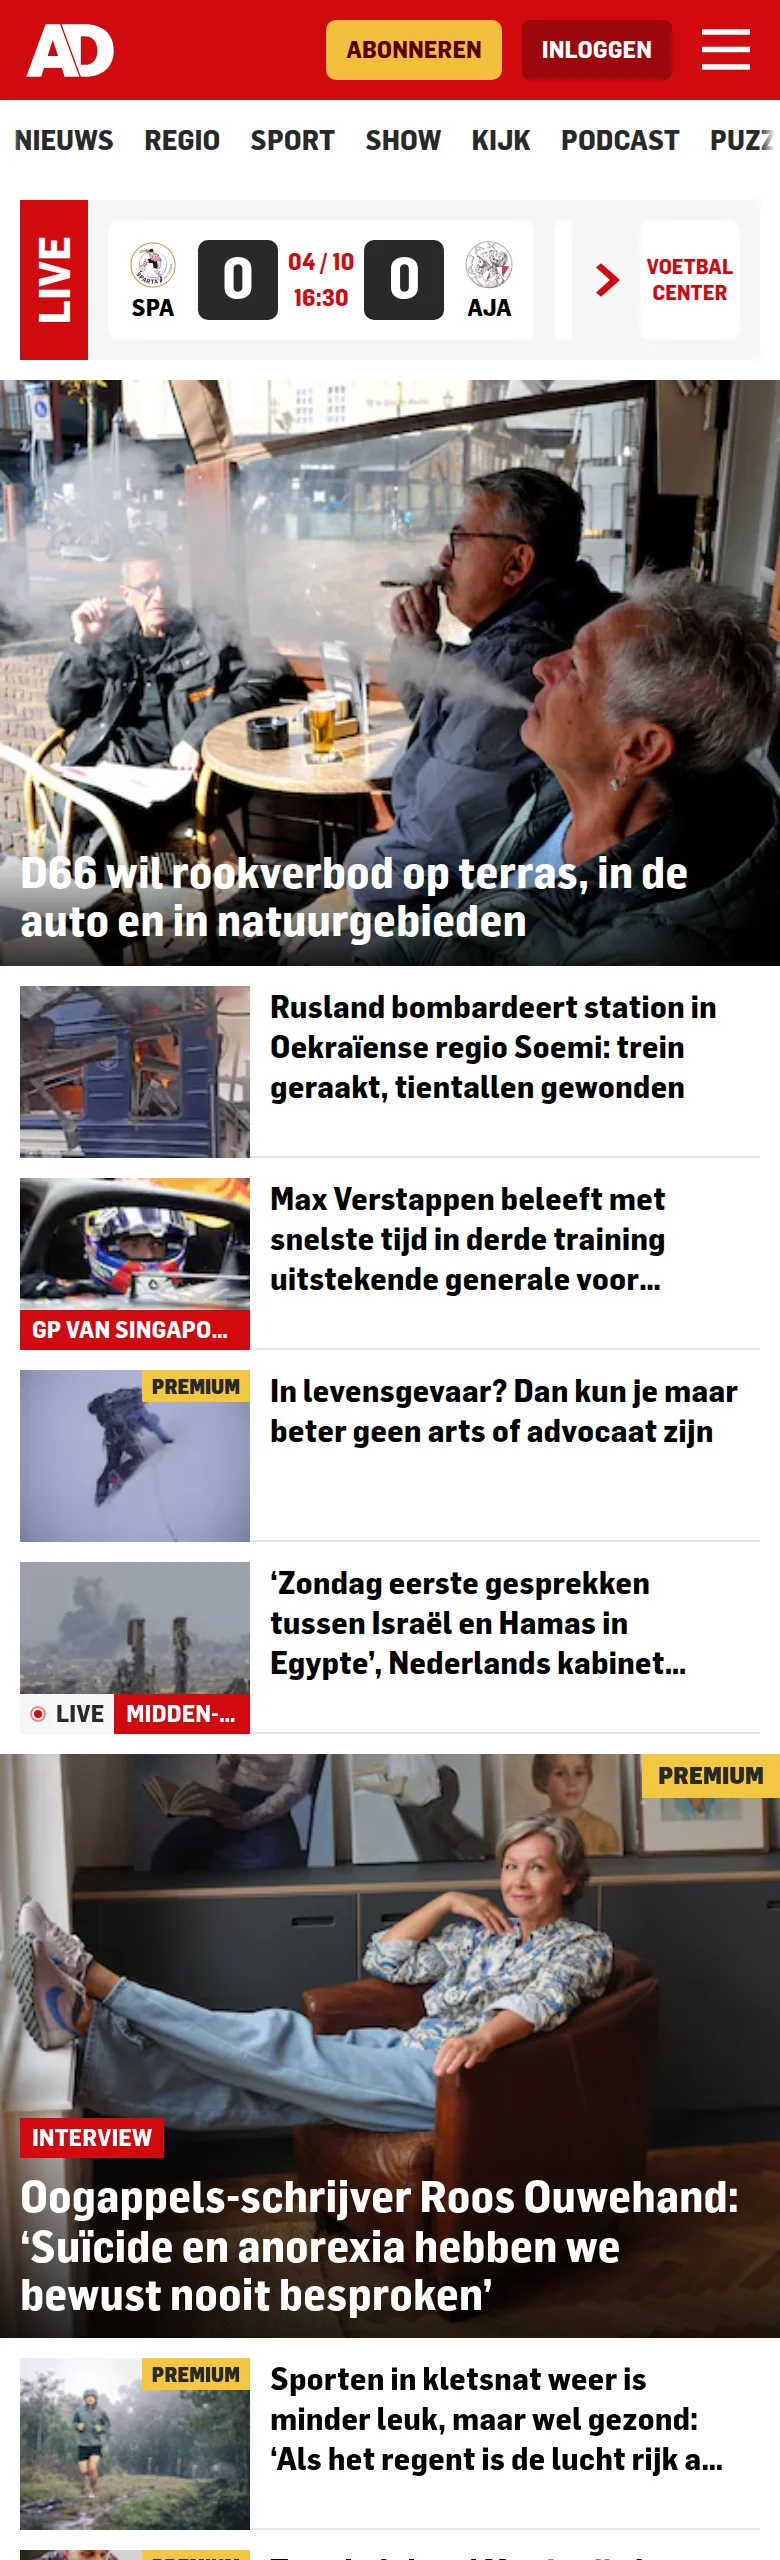 AD
ABONNEREN
INLOGGEN
NIEUWS REGIO SPORT SHOW KIJK PODCAST PUZZ
LIVE
SPA
0
04 / 10
16:30
0
AJA
VOETBAL
CENTER
D66 wil rookverbod op terras, in de
auto en in natuurgebieden
Rusland bombardeert station in
Oekraïense regio Soemi: trein
geraakt, tientallen gewonden
GP VAN SINGAPO...
Max Verstappen beleeft met
snelste tijd in derde training
uitstekende generale voor...
PREMIUM
In levensgevaar? Dan kun je maar
beter geen arts of advocaat zijn
LIVE MIDDEN-...
‘Zondag eerste gesprekken
tussen Israël en Hamas in
Egypte’, Nederlands kabinet...
PREMIUM
INTERVIEW
Oogappels-schrijver Roos Ouwehand:
‘Suïcide en anorexia hebben we
bewust nooit besproken’
PREMIUM
Sporten in kletsnat weer is
minder leuk, maar wel gezond:
‘Als het regent is de lucht rijk a...